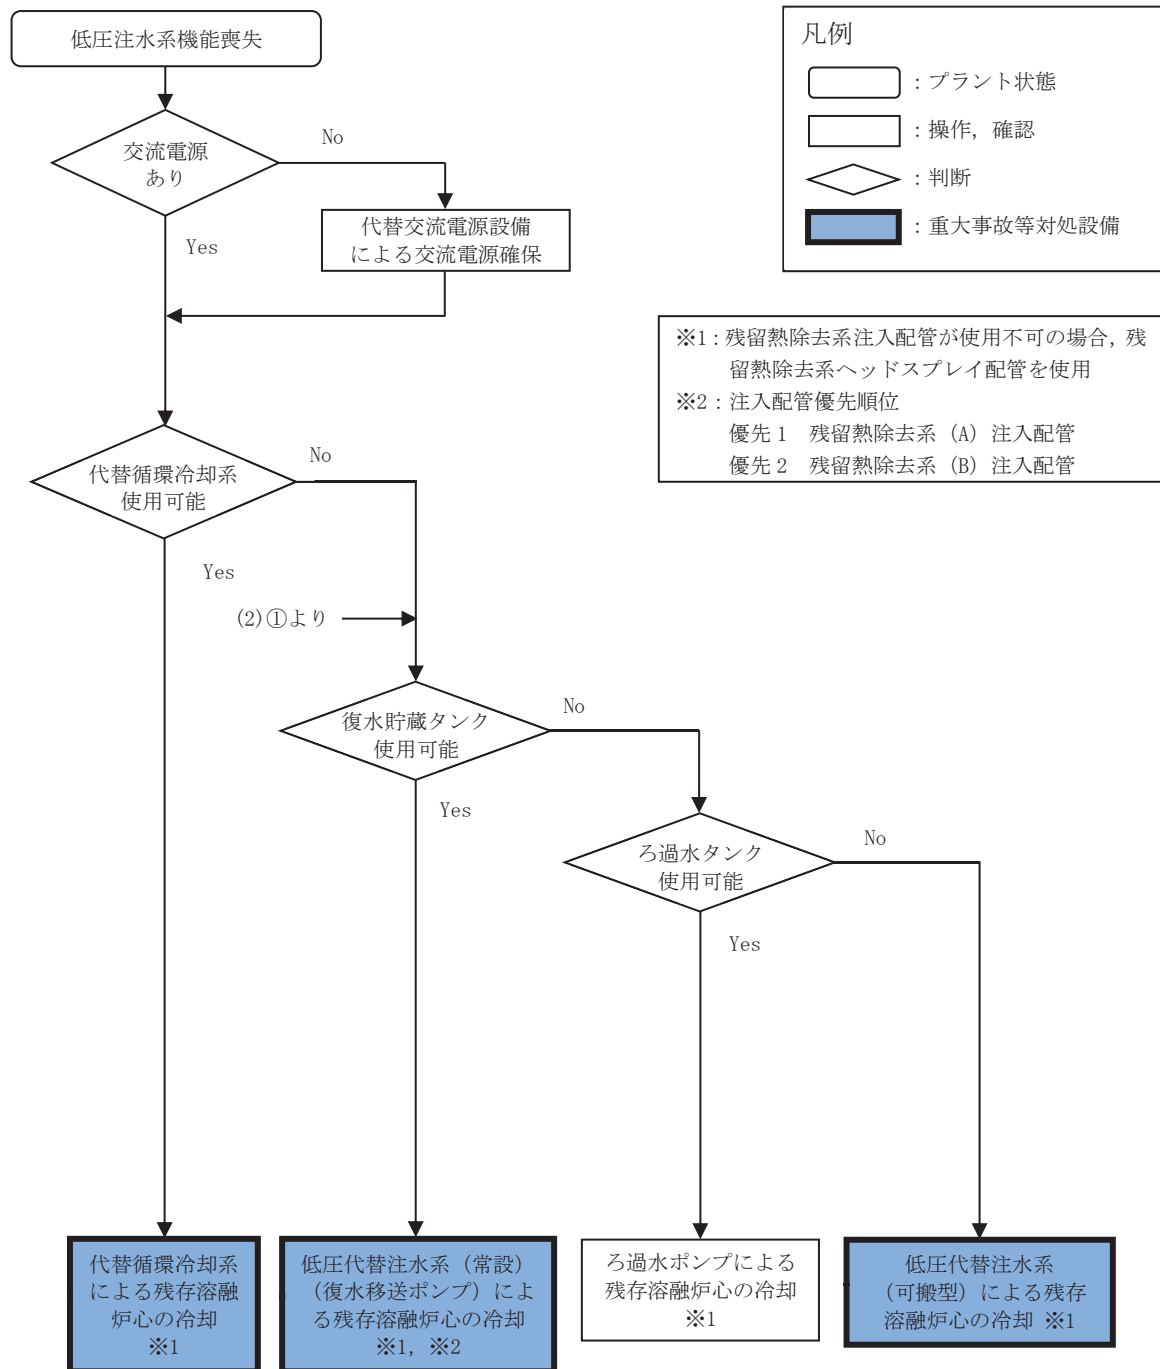 低圧注水系機能喪失
交流電源
あり
No
Yes
代替交流電源設備
による交流電源確保
凡例
：プラント状態
：操作，確認
：判断
：重大事故等対処設備
※1：残留熱除去系注入配管が使用不可の場合，残
留熱除去系ヘッドスプレイ配管を使用
※2：注入配管優先順位
優先1　残留熱除去系（A）注入配管
優先2　残留熱除去系（B）注入配管
代替循環冷却系
使用可能
No
Yes
(2)①より
復水貯蔵タンク
使用可能
No
Yes
ろ過水タンク
使用可能
No
Yes
代替循環冷却系
による残存溶融
炉心の冷却
※1
低圧代替注水系（常設）
（復水移送ポンプ）によ
る残存溶融炉心の冷却
※1，※2
ろ過水ポンプによる
残存溶融炉心の冷却
※1
低圧代替注水系
（可搬型）による残存
溶融炉心の冷却 ※1